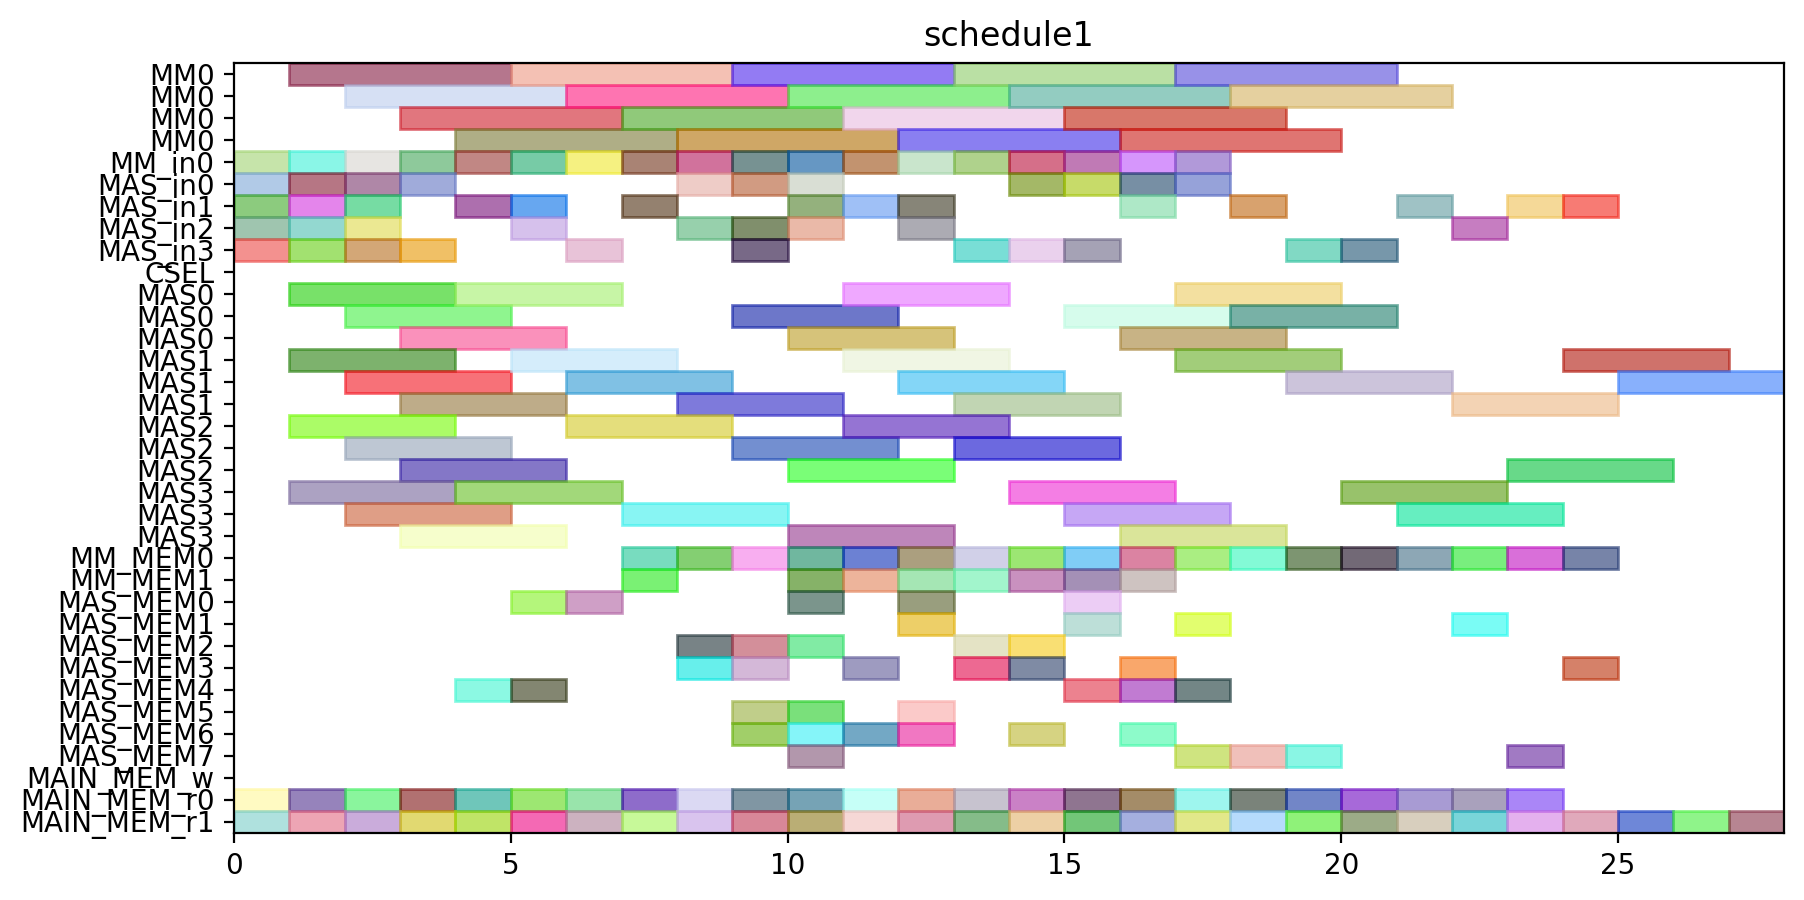 schedule1
MM0
MM0
MM0
MM0
MM_in0
MAS_in0
MAS_in1
MAS_in2
MAS_in3
CSEL
MAS0
MAS0
MAS0
MAS1
MAS1
MAS1
MAS2
MAS2
MAS2
MAS3
MAS3
MAS3
MM_MEM0
MM_MEM1
MAS_MEM0
MAS_MEM1
MAS_MEM2
MAS_MEM3
MAS_MEM4
MAS_MEM5
MAS_MEM6
MAS_MEM7
MAIN_MEM_w
MAIN_MEM_r0
MAIN_MEM_r1
0 5 10 15 20 25